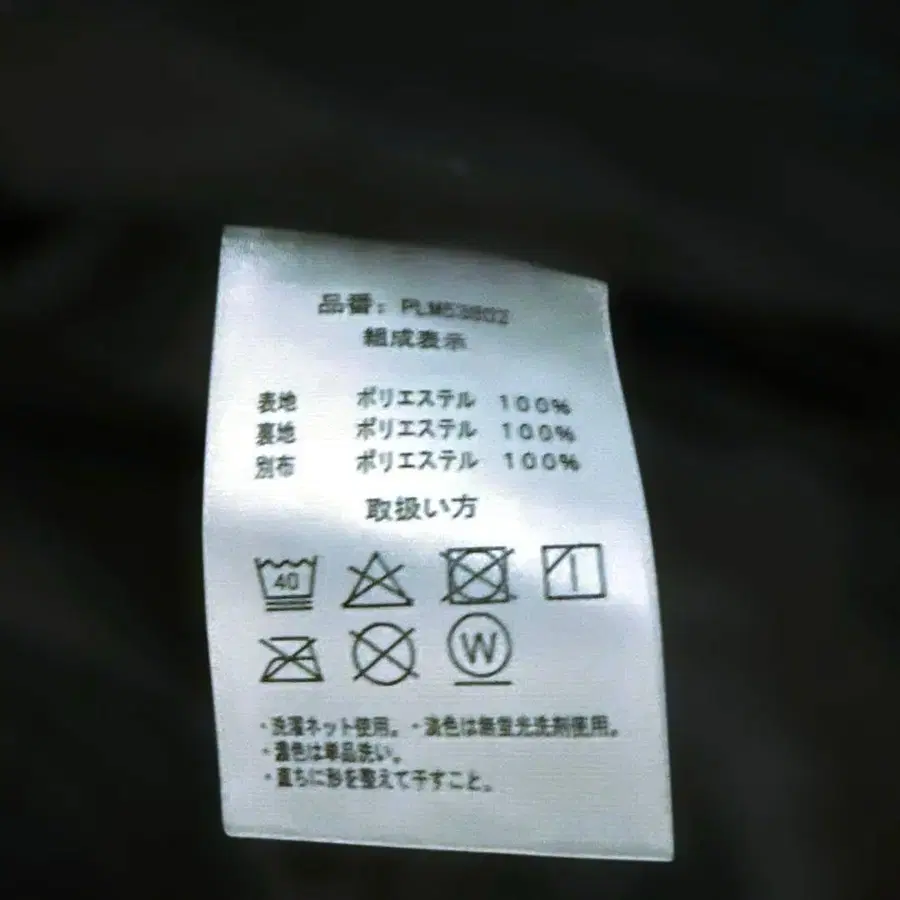 品番: PLM53802
組成表示
表地 ポリエステル 100%
裏地 ポリエステル 100%
別布 ポリエステル 100%
取扱い方
40
W
・洗濯ネット使用。・淡色は無蛍光洗剤使用。
・濃色は単品洗い。
・直ちに形を整えて干すこと。